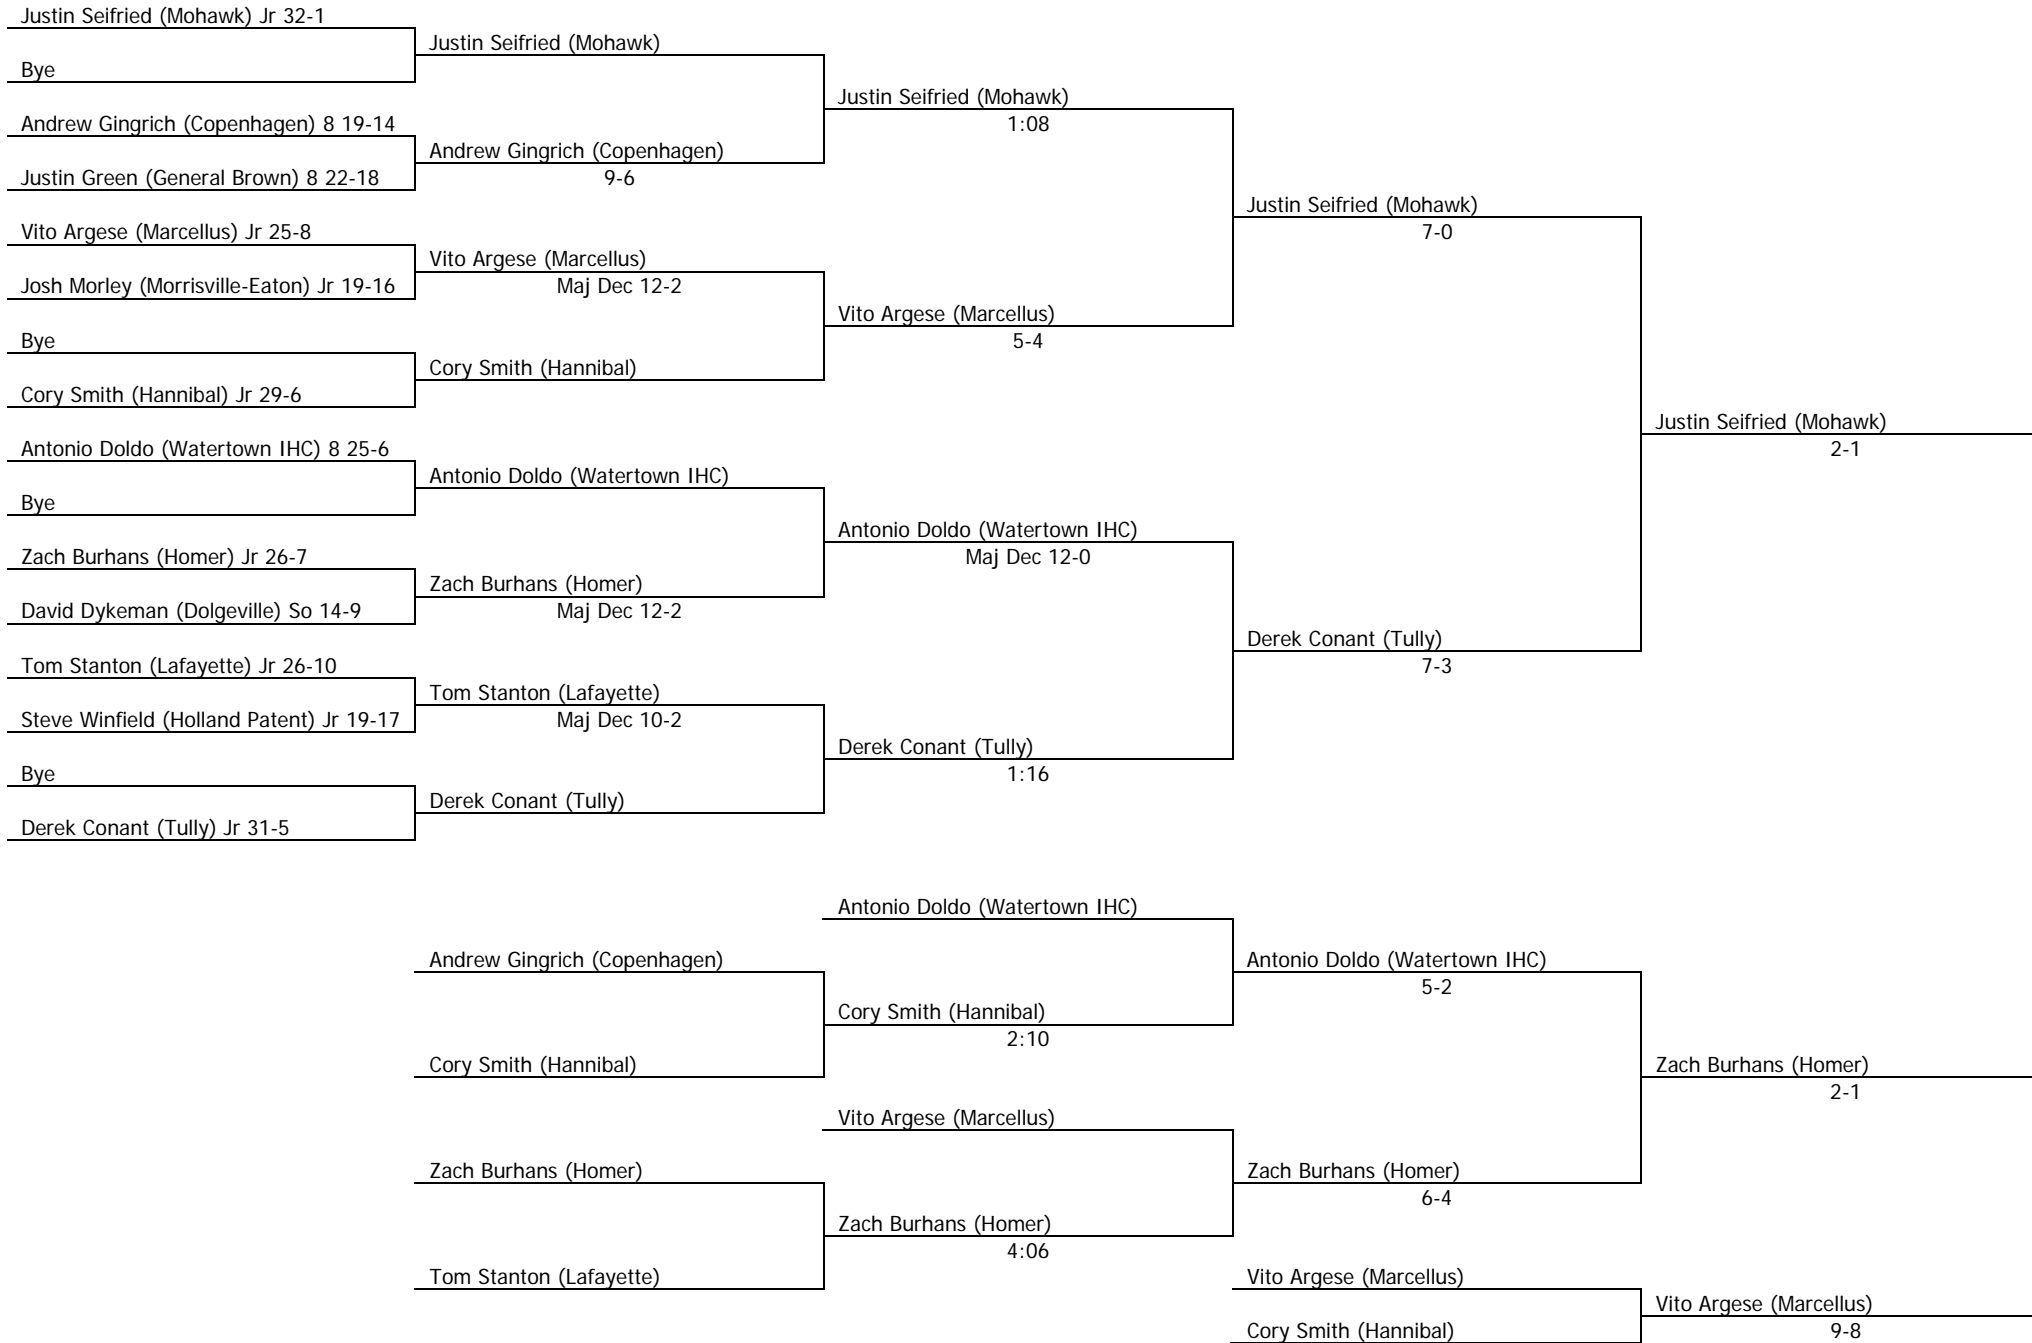 Justin Seifried (Mohawk) Jr 32-1
Justin Seifried (Mohawk)
Bye
Justin Seifried (Mohawk)
1:08
Andrew Gingrich (Copenhagen) 8 19-14
Andrew Gingrich (Copenhagen)
9-6
Justin Green (General Brown) 8 22-18
Justin Seifried (Mohawk)
7-0
Vito Argese (Marcellus) Jr 25-8
Vito Argese (Marcellus)
Maj Dec 12-2
Josh Morley (Morrisville-Eaton) Jr 19-16
Vito Argese (Marcellus)
5-4
Bye
Cory Smith (Hannibal)
Cory Smith (Hannibal) Jr 29-6
Justin Seifried (Mohawk)
2-1
Antonio Doldo (Watertown IHC) 8 25-6
Antonio Doldo (Watertown IHC)
Bye
Antonio Doldo (Watertown IHC)
Maj Dec 12-0
Zach Burhans (Homer) Jr 26-7
Zach Burhans (Homer)
Maj Dec 12-2
David Dykeman (Dolgeville) So 14-9
Derek Conant (Tully)
7-3
Tom Stanton (Lafayette) Jr 26-10
Tom Stanton (Lafayette)
Maj Dec 10-2
Steve Winfield (Holland Patent) Jr 19-17
Derek Conant (Tully)
1:16
Bye
Derek Conant (Tully)
Derek Conant (Tully) Jr 31-5
Antonio Doldo (Watertown IHC)
Andrew Gingrich (Copenhagen)
Antonio Doldo (Watertown IHC)
5-2
Cory Smith (Hannibal)
2:10
Cory Smith (Hannibal)
Zach Burhans (Homer)
2-1
Vito Argese (Marcellus)
Zach Burhans (Homer)
Zach Burhans (Homer)
6-4
Zach Burhans (Homer)
4:06
Tom Stanton (Lafayette)
Vito Argese (Marcellus)
Vito Argese (Marcellus)
9-8
Cory Smith (Hannibal)